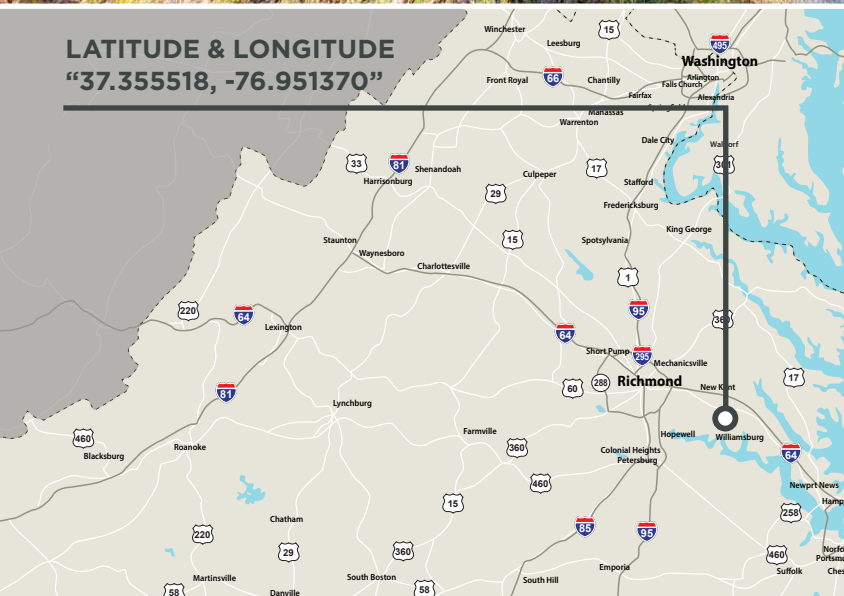 LATITUDE & LONGITUDE
“37.355518, -76.951370”
Winchester
Leesburg
15
495
Washington
Arlington
Front Royal
66
Chantilly
Falls Church
Fairfax
Alexandria
Manassas
Warrenton
Dale City
33
81
Shenandoah
Harrisonburg
Culpeper
17
301
Stafford
29
Fredericksburg
Staunton
15
Spotsylvania
King George
Waynesboro
Charlottesville
1
220
64
95
360
Lexington
64
Short Pump
295
Mechanicsville
81
60
288
Richmond
New Kent
17
Lynchburg
460
Blacksburg
Roanoke
Farmville
360
Hopewell
Williamsburg
Colonial Heights
Petersburg
64
460
Newprt News
15
Hamp
258
Chatham
85
95
220
29
360
460
Norfo
Portsmo
Suffolk
Ches
Emporia
Martinsville
South Boston
South Hill
58
Danville
58